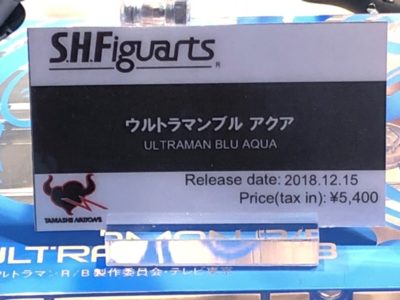 S.H.Figuarts
ウルトラマンブル アクア
ULTRAMAN BLU AQUA
Release date: 2018.12.15
Price(tax in): ¥5,400
TAMASHII NATIONS
ルトラマンR/B製作委員会・テレビ東京